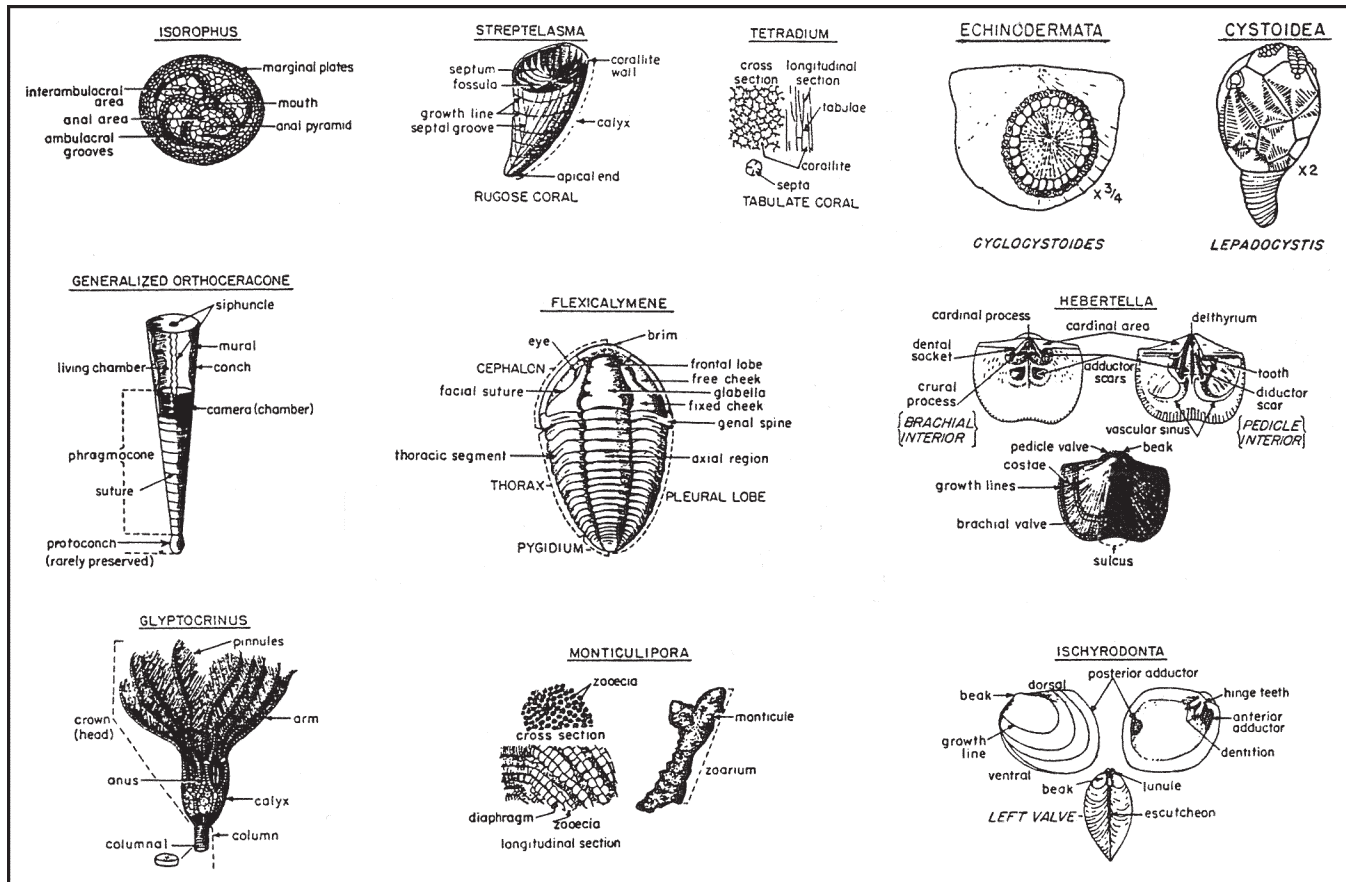 ISOROPHUS
marginal plates
interambulacral
area
mouth
anal area
anal pyramid
ambulacral
grooves
STREPTELASMA
corallite
wall
septum
fossula
growth line
septal groove
calyx
apical end
RUGOSE CORAL
TETRADIUM
cross
section
longitudinal
section
tabulae
corallite
septa
TABULATE CORAL
ECHINODERMATA
x 3/4
CYCLOCYSTOIDES
CYSTOIDEA
x2
LEPADOCYSTIS
GENERALIZED ORTHOCERACONE
siphuncle
mural
living chamber
conch
camera (chamber)
phragmocone
suture
protoconch
(rarely preserved)
FLEXICALYMENE
brim
eye
CEPHALON
frontal lobe
free cheek
facial suture
glabella
fixed cheek
genal spine
thoracic segment
axial region
THORAX
PLEURAL LOBE
PYGIDIUM
HEBERTELLA
cardinal process
cardinal area
delthyrium
dental
socket
adductor
scars
tooth
crural
process
diductor
scar
{BRACHIAL
INTERIOR}
vascular sinus
{PEDICLE
INTERIOR}
pedicle valve
beak
costae
growth lines
brachial valve
f
sulcus
GLYPTOCRINUS
pinnules
crown
(head)
arm
anus
calyx
columnal
column
MONTICULIPORA
zooecia
cross section
monticule
zoarium
diaphragm
zooecia
longitudinal section
ISCHYRODONTA
posterior adductor
beak
dorsal
hinge teeth
anterior
adductor
growth
line
dentition
ventral
beak
lunule
LEFT VALVE
escutcheon